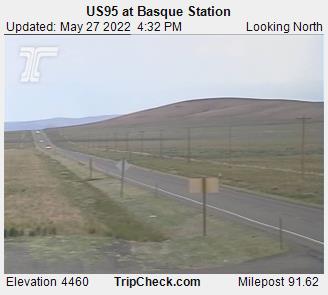 US95 at Basque Station
Updated: May 27 2022 4:32 PM Looking North
Elevation 4460 TripCheck.com Milepost 91.62